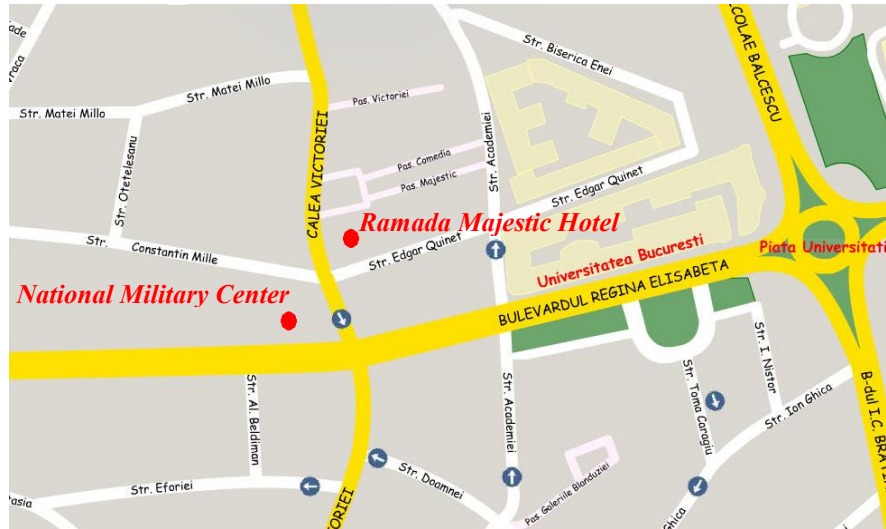 COLAE BALCESCU
Str. Biserica Enei
Str. Matei Millo
Str. Matei Millo
Pas. Victoriei
CALEA VICTORIEI
Str. Academiei
Str. Otetelesanu
Pas. Comedia
Pas. Majestic
Str. Edgar Quinet
Ramada Majestic Hotel
Str. Constantin Mille
Str. Edgar Quinet
Universitatea Bucuresti
Piata Universitati
National Military Center
BULEVARDUL REGINA ELISABETA
Str. I. Nistor
Str. Toma Caragiu
Str. Academiei
Str. Al. Beldiman
Str. Ion Ghica
B-dul I.C. BRATI
Str. Eforiei
Str. Doamnei
Pas. Galeriile Blanduziei
Ghica
TORIEI